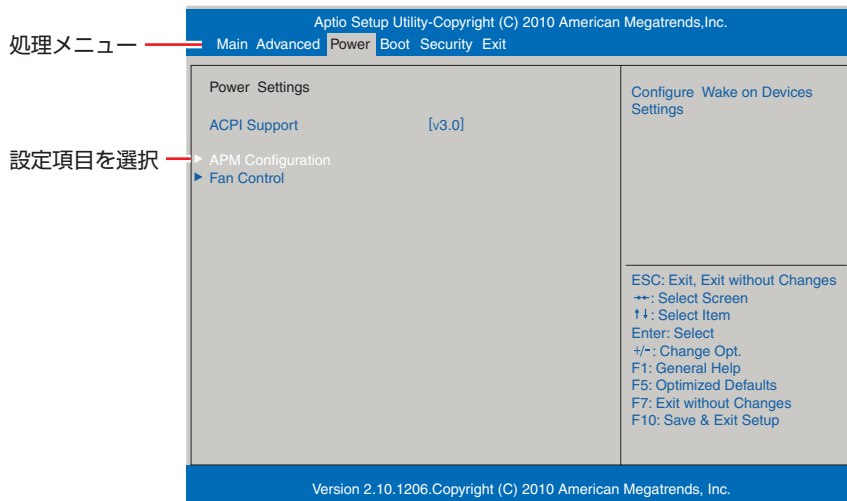 Aptio Setup Utility-Copyright (C) 2010 American Megatrends,Inc.
処理メニュー
Main Advanced Power Boot Security Exit
Power Settings
ACPI Support [v3.0]
設定項目を選択
▶ APM Configuration
▶ Fan Control
Configure Wake on Devices
Settings
ESC: Exit, Exit without Changes
→←: Select Screen
↑↓: Select Item
Enter: Select
+/-: Change Opt.
F1: General Help
F5: Optimized Defaults
F7: Exit without Changes
F10: Save & Exit Setup
Version 2.10.1206.Copyright (C) 2010 American Megatrends, Inc.